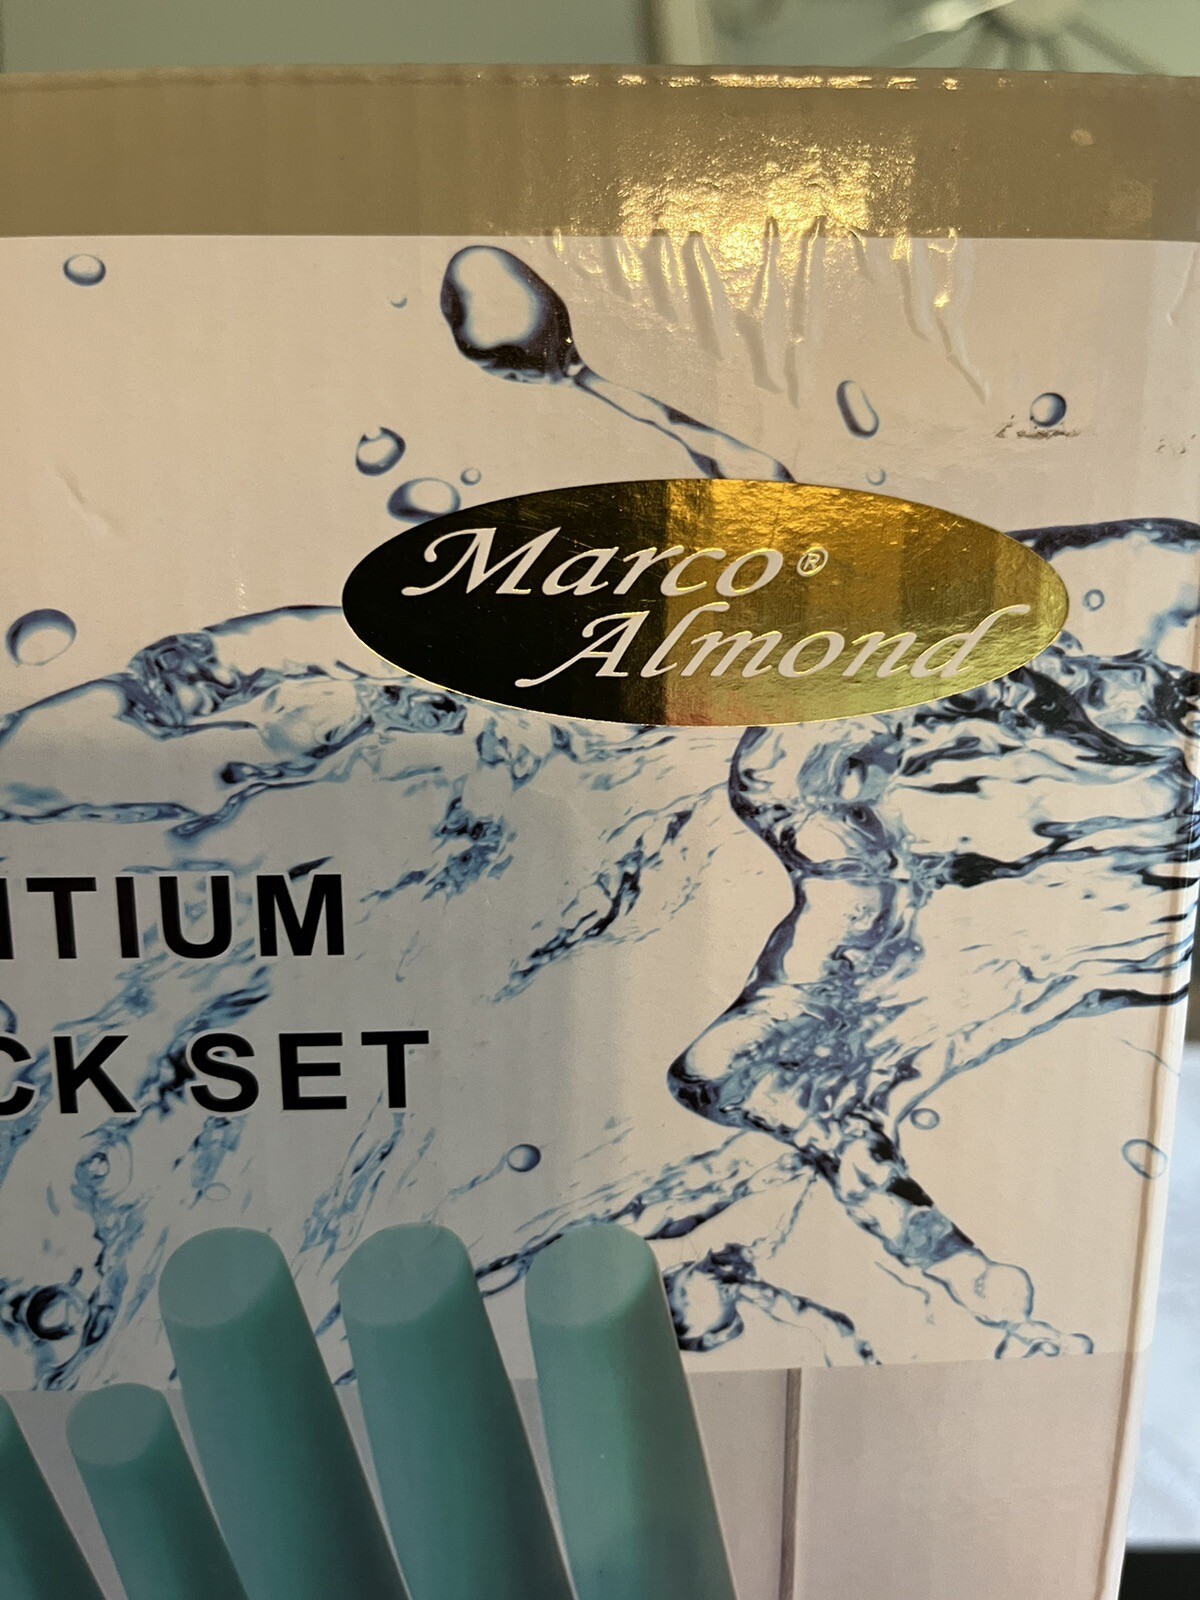 Marco®
Almond
ITIUM
CK SET